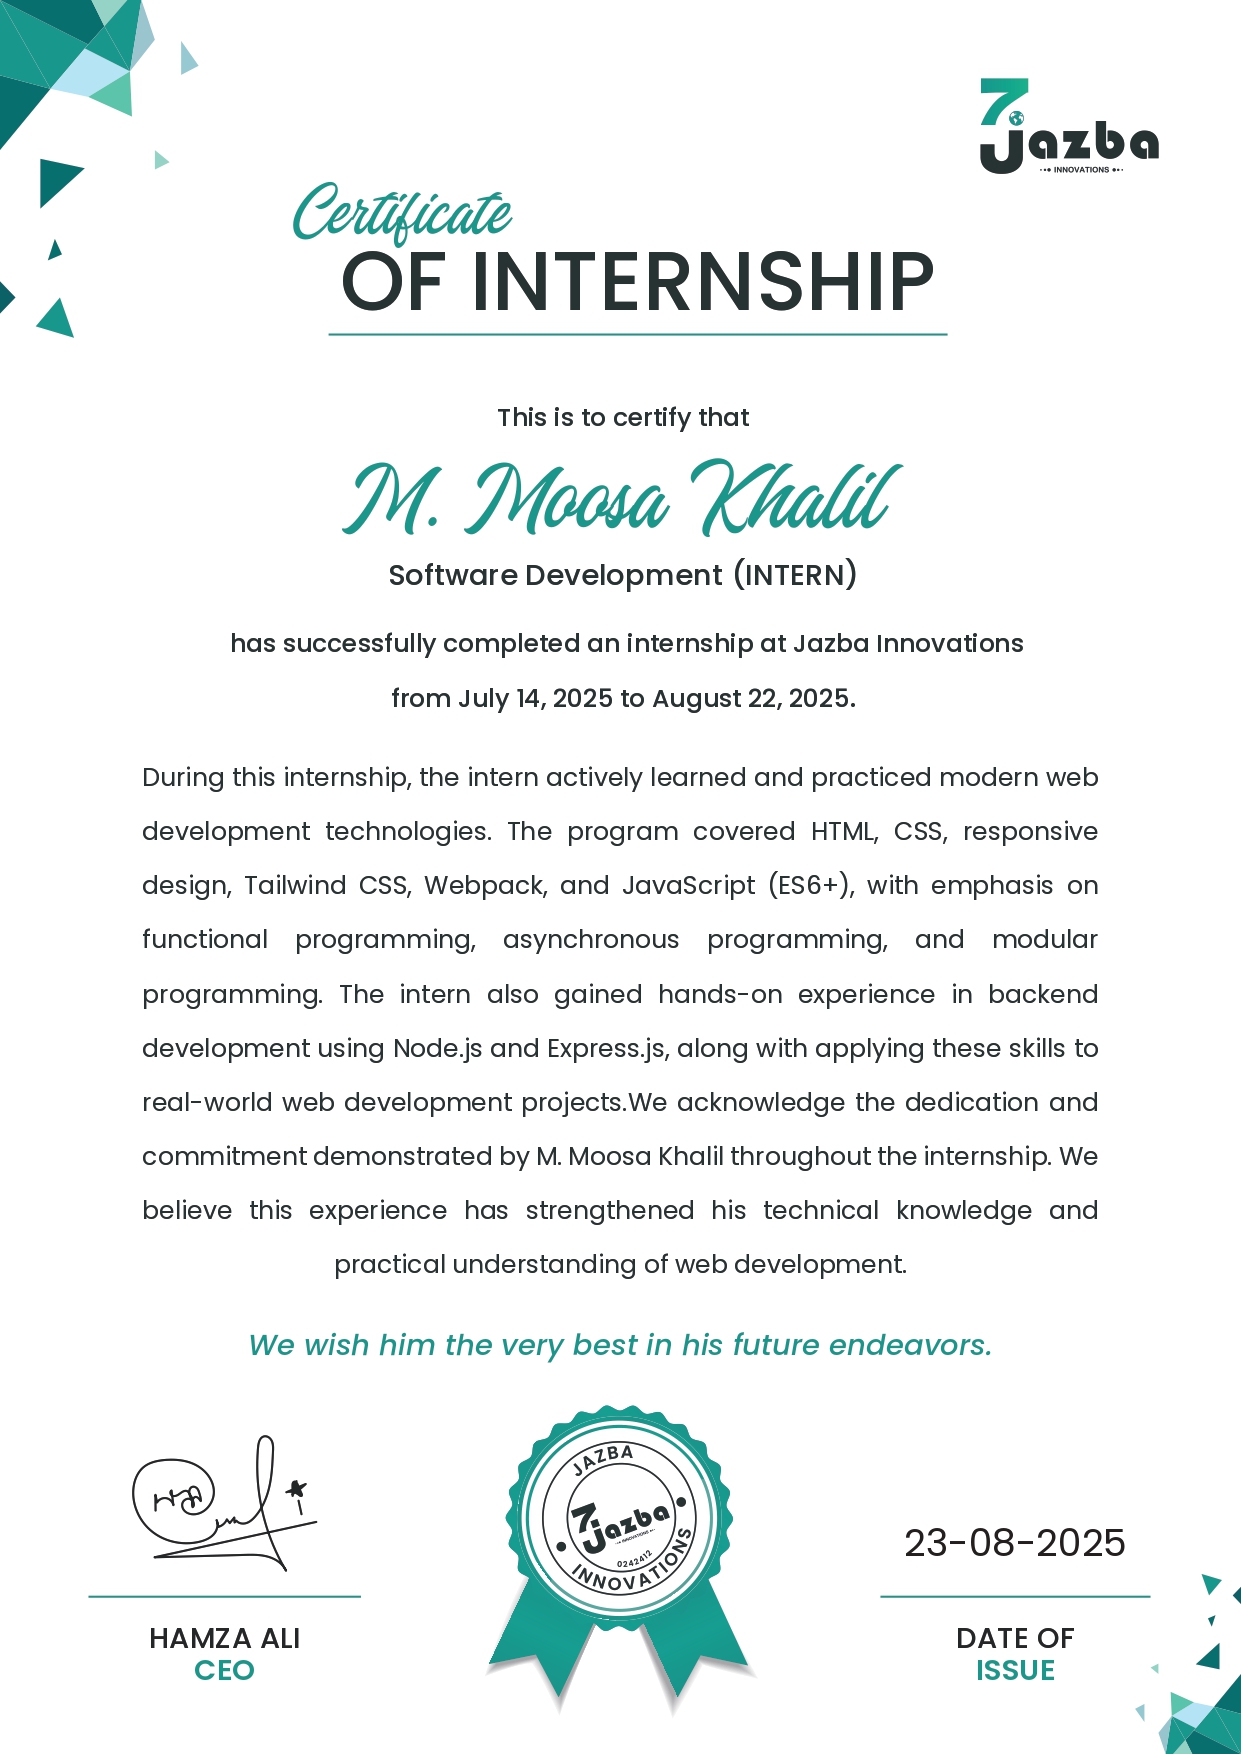 7 Jazba
INNOVATIONS
Certificate
OF INTERNSHIP
This is to certify that
M. Moosa Khalil
Software Development (INTERN)
has successfully completed an internship at Jazba Innovations
from July 14, 2025 to August 22, 2025.
During this internship, the intern actively learned and practiced modern web
development technologies. The program covered HTML, CSS, responsive
design, Tailwind CSS, Webpack, and JavaScript (ES6+), with emphasis on
functional programming, asynchronous programming, and modular
programming. The intern also gained hands-on experience in backend
development using Node.js and Express.js, along with applying these skills to
real-world web development projects.We acknowledge the dedication and
commitment demonstrated by M. Moosa Khalil throughout the internship. We
believe this experience has strengthened his technical knowledge and
practical understanding of web development.
We wish him the very best in his future endeavors.
JAZBA
7 Jazba
INNOVATIONS
0242412
INNOVATIONS
23-08-2025
HAMZA ALI
CEO
DATE OF
ISSUE